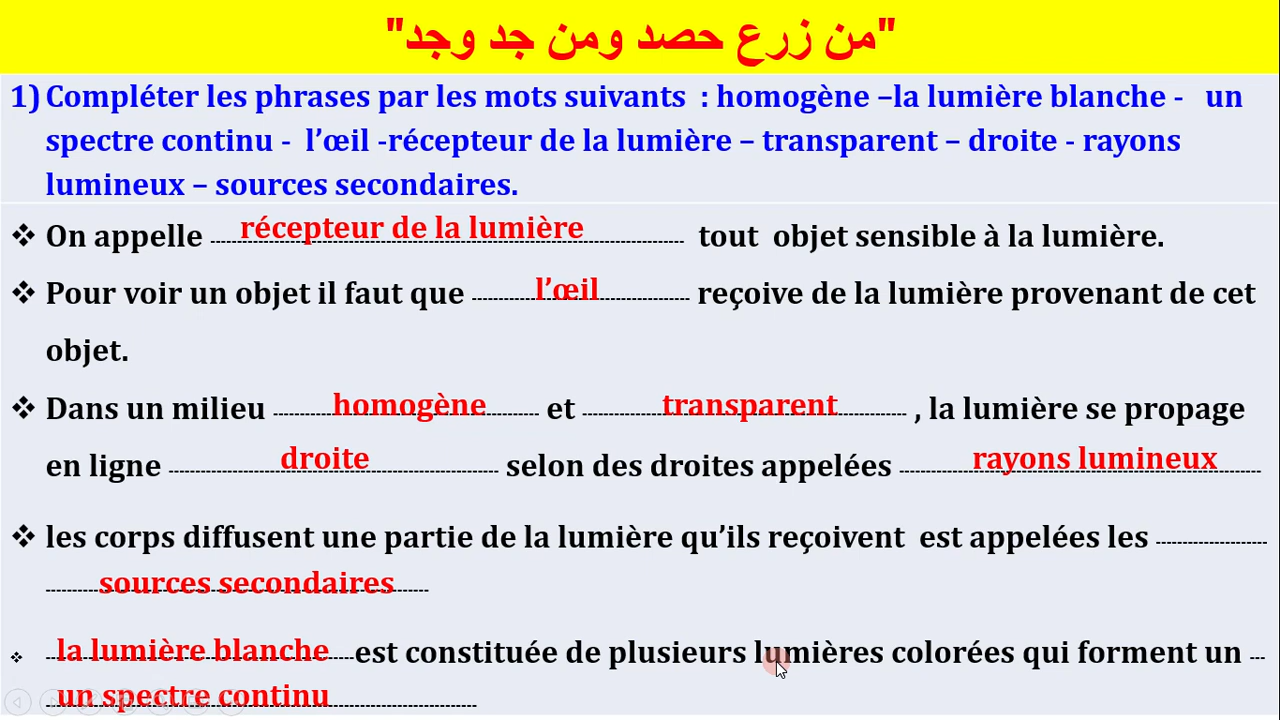 "من زرع حصد ومن جد وجد"
1) Compléter les phrases par les mots suivants : homogène –la lumière blanche - un
spectre continu - l’œil -récepteur de la lumière – transparent – droite - rayons
lumineux – sources secondaires.
❖ On appelle ---------- récepteur de la lumière ---------- tout objet sensible à la lumière.
❖ Pour voir un objet il faut que ---------- l’œil ---------- reçoive de la lumière provenant de cet
objet.
❖ Dans un milieu ---------- homogène ---------- et ---------- transparent ---------- , la lumière se propage
en ligne ---------- droite ---------- selon des droites appelées ---------- rayons lumineux ----------
❖ les corps diffusent une partie de la lumière qu’ils reçoivent est appelées les ----------
---------- sources secondaires ----------
❖ la lumière blanche ---------- est constituée de plusieurs lumières colorées qui forment un ---
un spectre continu ----------